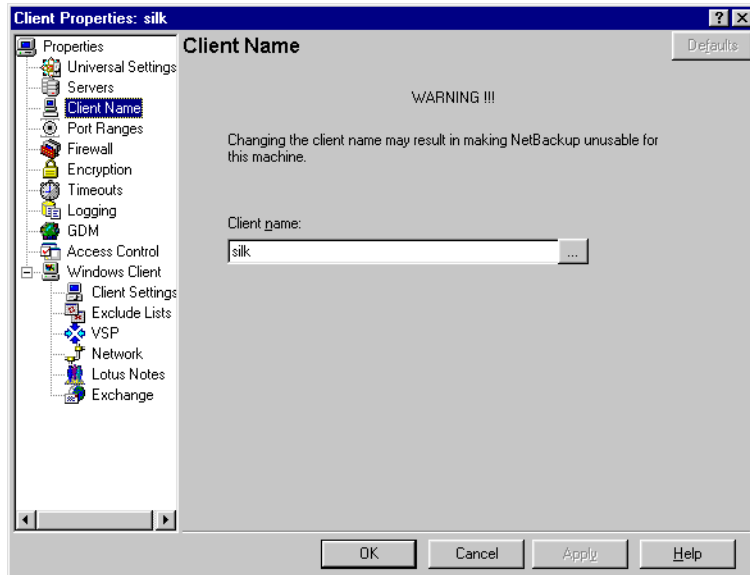 Client Properties: silk
Properties
Universal Settings
Servers
Client Name
Port Ranges
Firewall
Encryption
Timeouts
Logging
GDM
Access Control
Windows Client
Client Settings
Exclude Lists
VSP
Network
Lotus Notes
Exchange
Client Name
Defaults
WARNING !!!
Changing the client name may result in making NetBackup unusable for
this machine.
Client name:
silk
...
OK
Cancel
Apply
Help